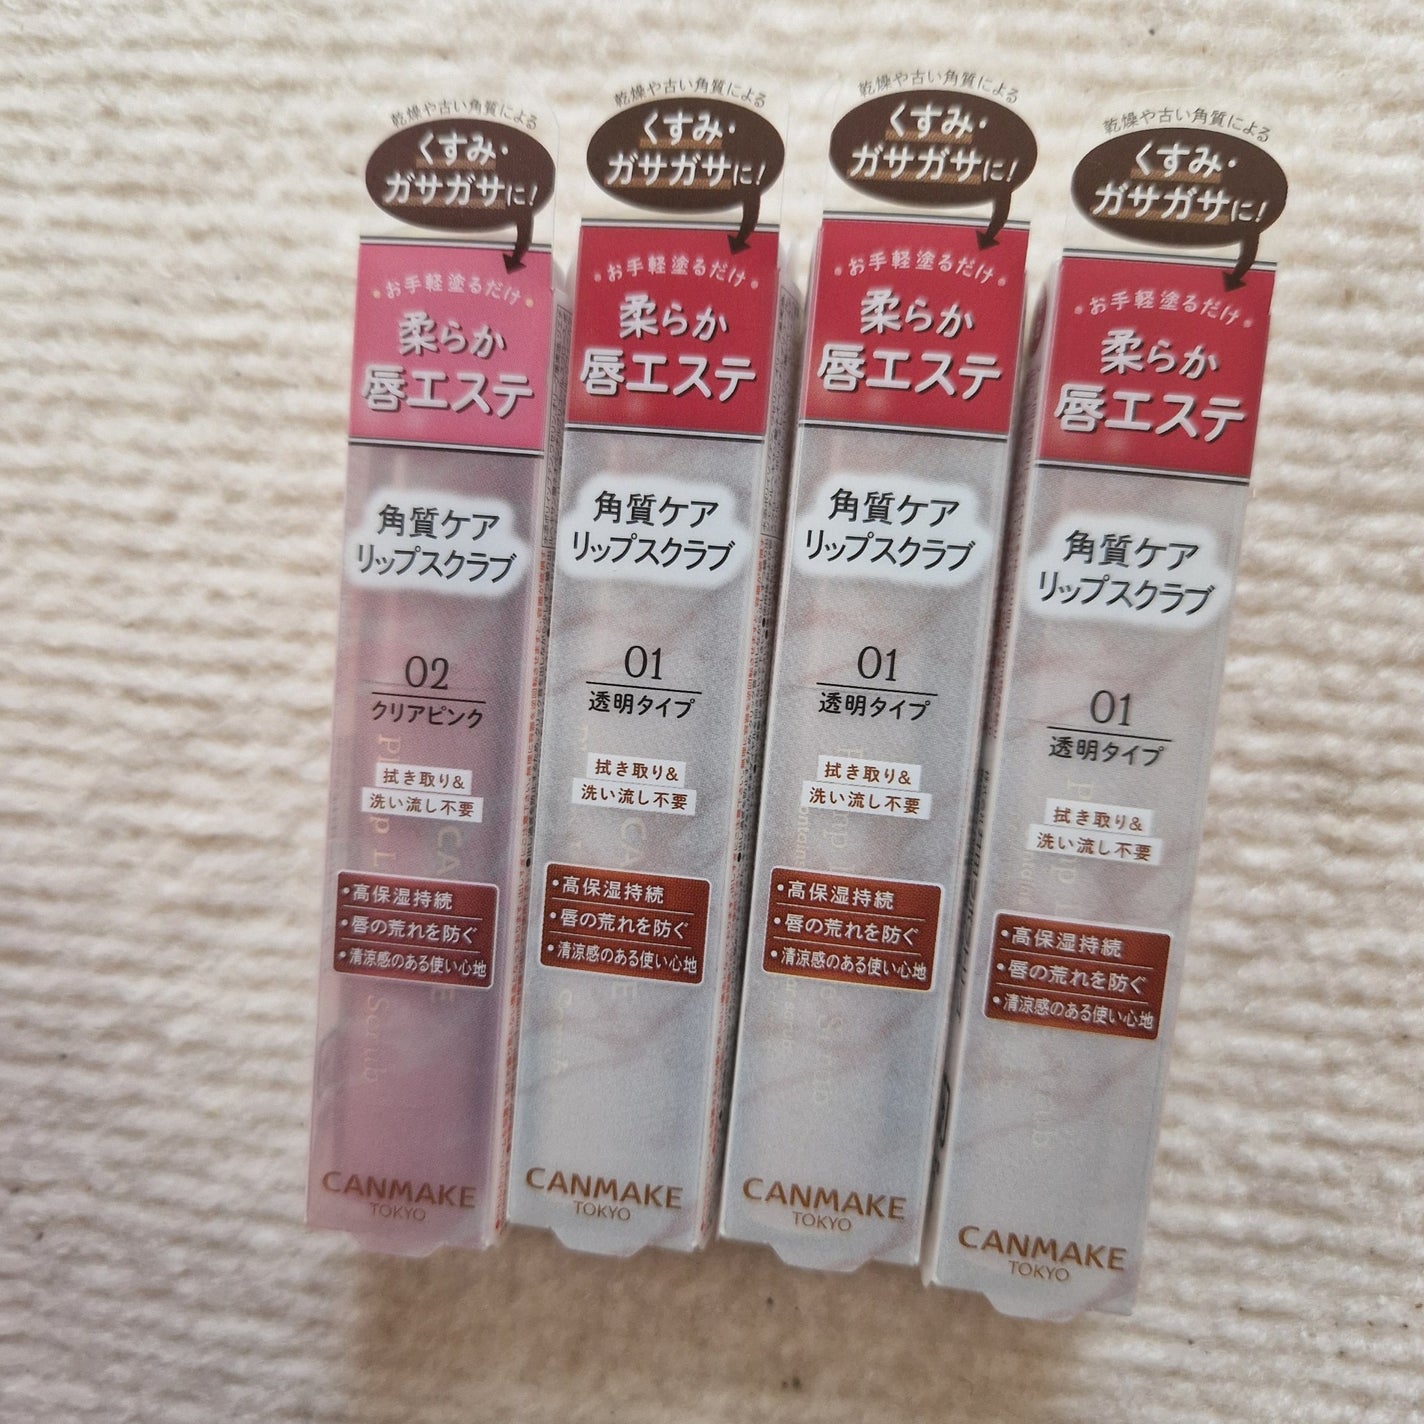 乾燥や古い角質による
くすみ・
ガサガサに!
・お手軽塗るだけ・
柔らか
唇エステ
角質ケア
リップスクラブ
02
クリアピンク
拭き取り&
洗い流し不要
・高保湿持続
・唇の荒れを防ぐ
・清涼感のある使い心地
CANMAKE
TOKYO
乾燥や古い角質による
くすみ・
ガサガサに!
・お手軽塗るだけ・
柔らか
唇エステ
角質ケア
リップスクラブ
01
透明タイプ
拭き取り&
洗い流し不要
・高保湿持続
・唇の荒れを防ぐ
・清涼感のある使い心地
CANMAKE
TOKYO
乾燥や古い角質による
くすみ・
ガサガサに!
・お手軽塗るだけ・
柔らか
唇エステ
角質ケア
リップスクラブ
01
透明タイプ
拭き取り&
洗い流し不要
・高保湿持続
・唇の荒れを防ぐ
・清涼感のある使い心地
CANMAKE
TOKYO
乾燥や古い角質による
くすみ・
ガサガサに!
・お手軽塗るだけ・
柔らか
唇エステ
角質ケア
リップスクラブ
01
透明タイプ
拭き取り&
洗い流し不要
・高保湿持続
・唇の荒れを防ぐ
・清涼感のある使い心地
CANMAKE
TOKYO